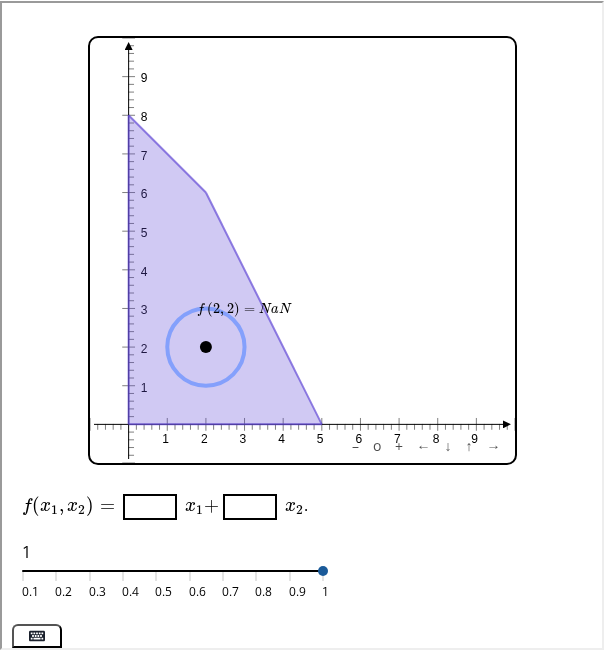 9
8
7
6
5
4
3
f(2,2) = NaN
2
1
1 2 3 4 5 6 7 8 9
− o + ← ↓ ↑ →
f(x₁, x₂) = x₁+ x₂.
1
0.1 0.2 0.3 0.4 0.5 0.6 0.7 0.8 0.9 1